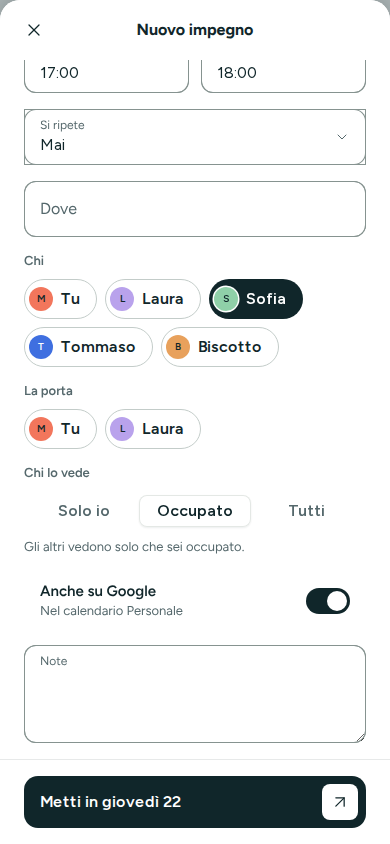 Nuovo impegno
17:00
18:00
Si ripete
Mai
Dove
Chi
M Tu
L Laura
S Sofia
T Tommaso
B Biscotto
La porta
M Tu
L Laura
Chi lo vede
Solo io
Occupato
Tutti
Gli altri vedono solo che sei occupato.
Anche su Google
Nel calendario Personale
Note
Metti in giovedì 22